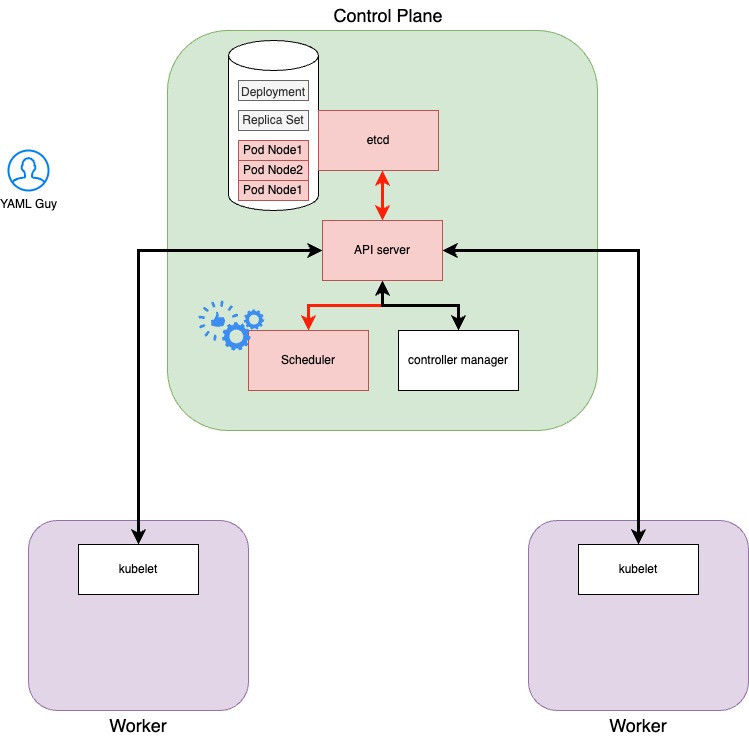 Control Plane
Deployment
Replica Set
Pod Node1
Pod Node2
Pod Node1
etcd
YAML Guy
API server
Scheduler
controller manager
kubelet
kubelet
Worker
Worker